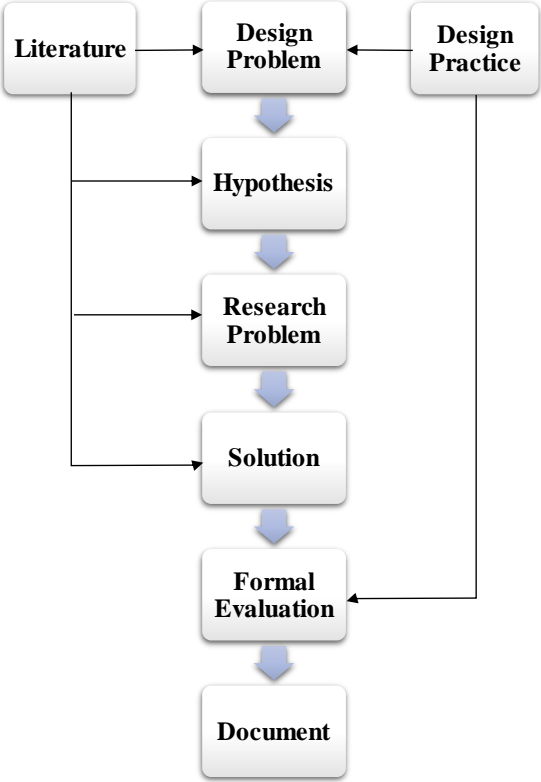 Literature
Design
Problem
Design
Practice
Hypothesis
Research
Problem
Solution
Formal
Evaluation
Document